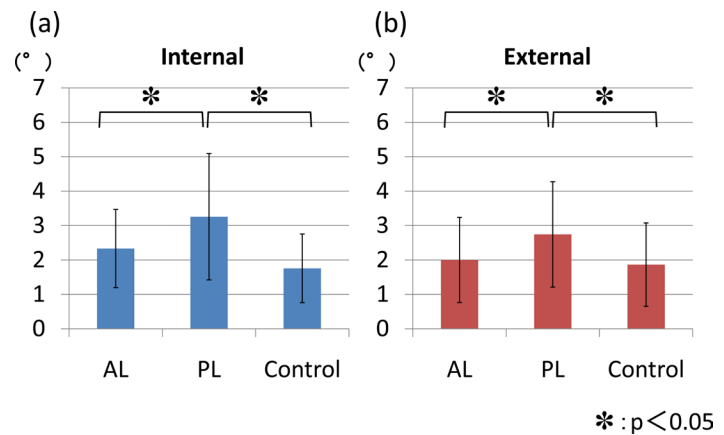 (a)
Internal
(° )
7
6
5
4
3
2
1
0
* *
AL PL Control
(b)
External
(° )
7
6
5
4
3
2
1
0
* *
AL PL Control
*:p<0.05